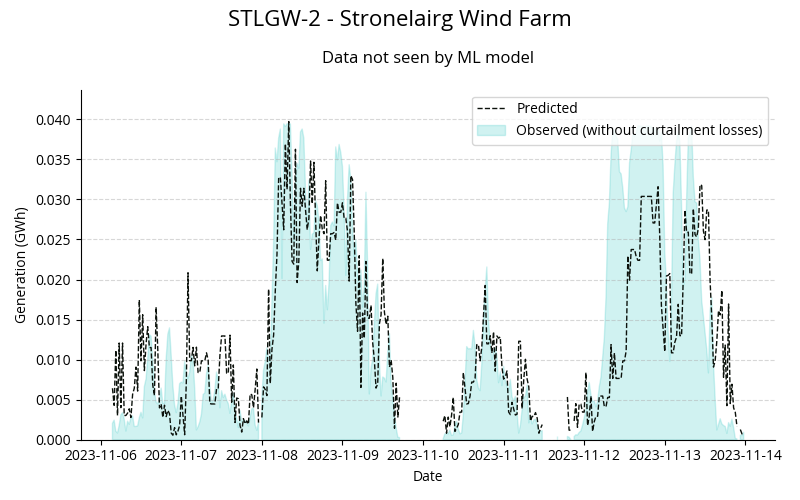 STLGW-2 - Stronelairg Wind Farm
Data not seen by ML model
Predicted
Observed (without curtailment losses)
0.040
0.035
0.030
0.025
0.020
0.015
0.010
0.005
0.000
Generation (GWh)
2023-11-06 2023-11-07 2023-11-08 2023-11-09 2023-11-10 2023-11-11 2023-11-12 2023-11-13 2023-11-14
Date